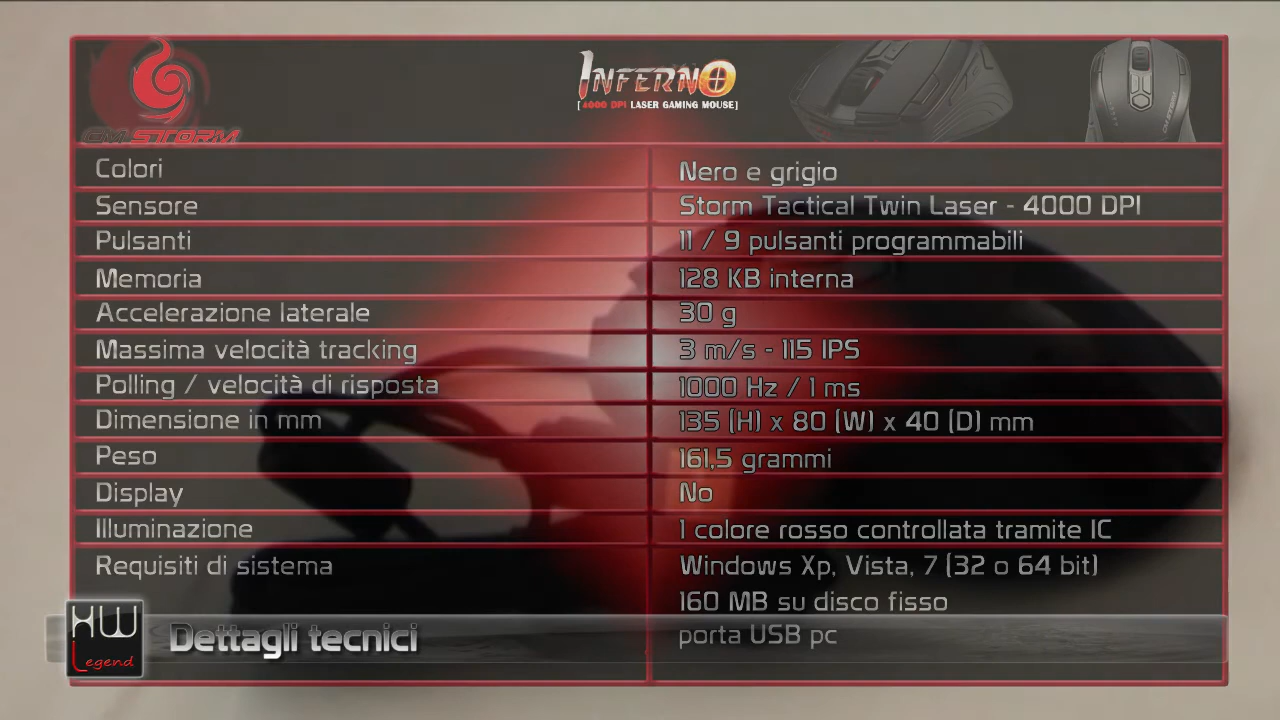 CM STORM
INFERNO
[4000 DPI LASER GAMING MOUSE]
Colori Nero e grigio
Sensore Storm Tactical Twin Laser - 4000 DPI
Pulsanti 11 / 9 pulsanti programmabili
Memoria 128 KB interna
Accelerazione laterale 30 g
Massima velocità tracking 3 m/s - 115 IPS
Polling / velocità di risposta 1000 Hz / 1 ms
Dimensione in mm 135 (H) x 80 (W) x 40 (D) mm
Peso 161,5 grammi
Display No
Illuminazione 1 colore rosso controllata tramite IC
Requisiti di sistema Windows Xp, Vista, 7 (32 o 64 bit)
160 MB su disco fisso
porta USB pc
HW
Legend
Dettagli tecnici